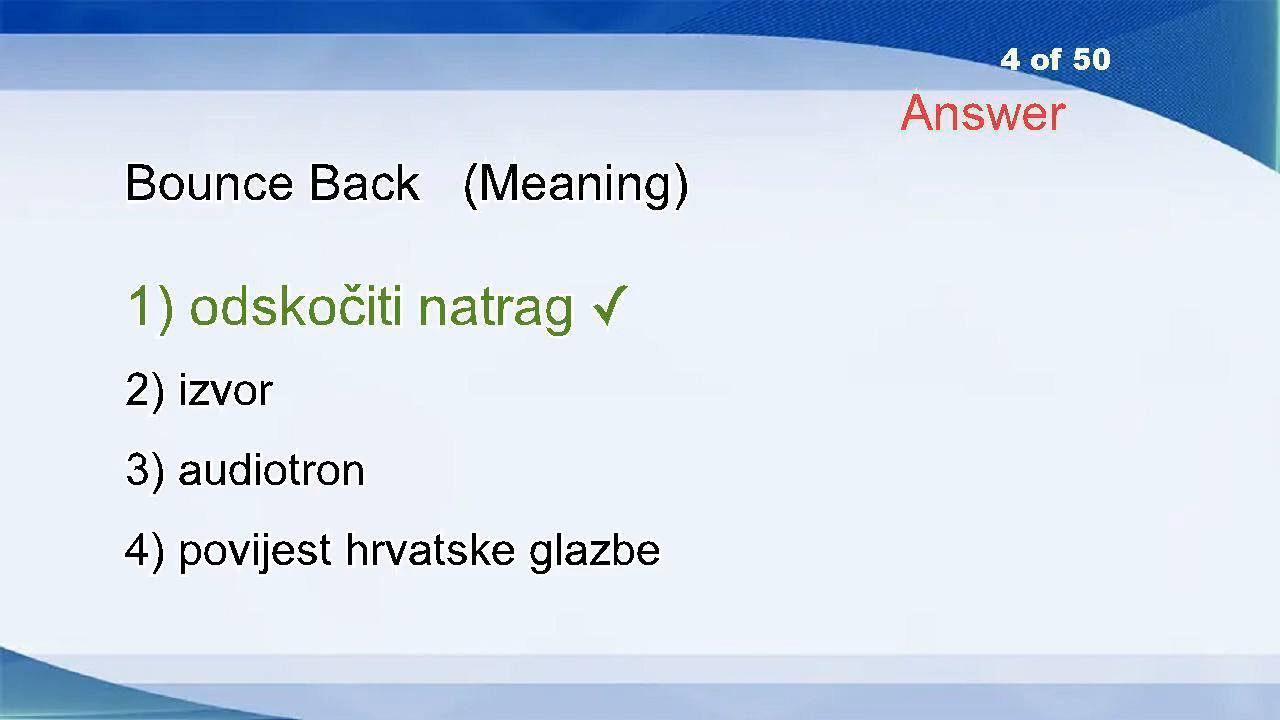 4 of 50
Answer
Bounce Back (Meaning)
1) odskočiti natrag ✓
2) izvor
3) audiotron
4) povijest hrvatske glazbe